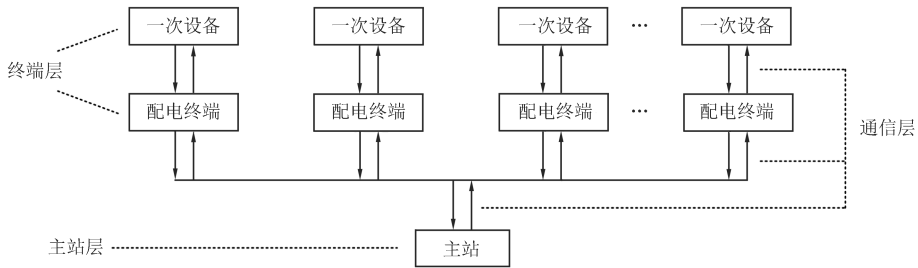 一次设备 一次设备 一次设备 … 一次设备
终端层
配电终端 配电终端 配电终端 … 配电终端
通信层
主站层
主站